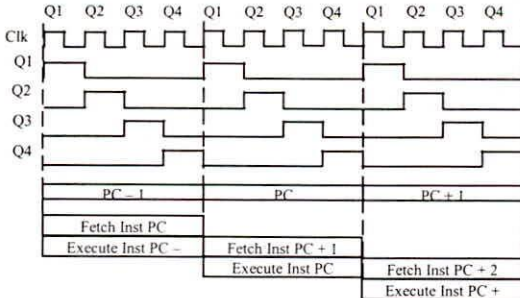 Q1 Q2 Q3 Q4 Q1 Q2 Q3 Q4 Q1 Q2 Q3 Q4
Clk
Q1
Q2
Q3
Q4
PC – 1 PC PC + 1
Fetch Inst PC
Execute Inst PC – Fetch Inst PC + 1
Execute Inst PC Fetch Inst PC + 2
Execute Inst PC +